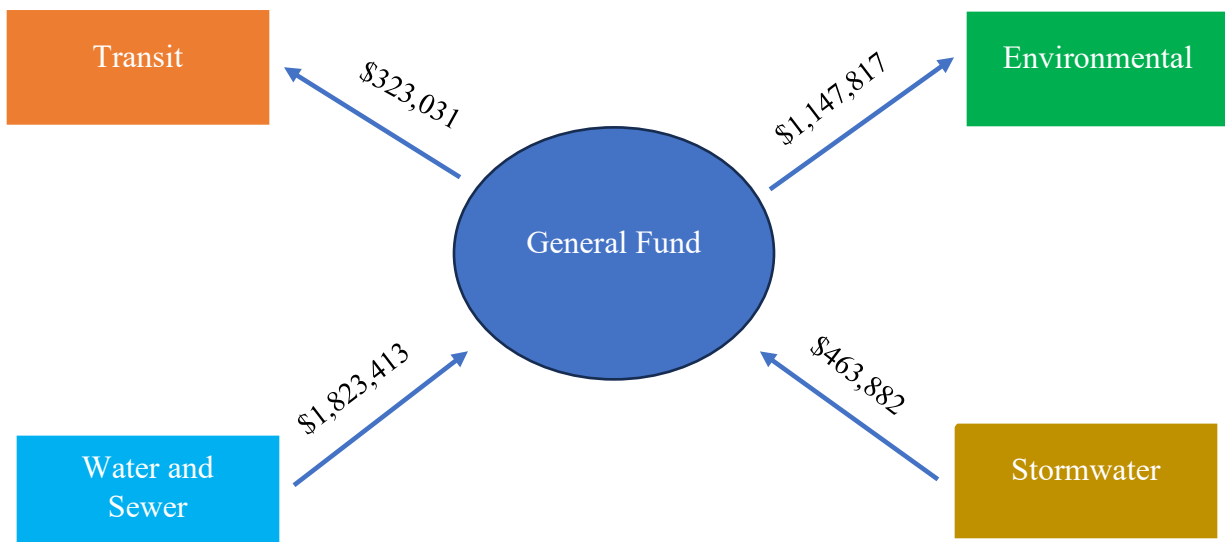 Transit
Environmental
$323,031
$1,147,817
General Fund
$1,823,413
$463,882
Water and
Sewer
Stormwater